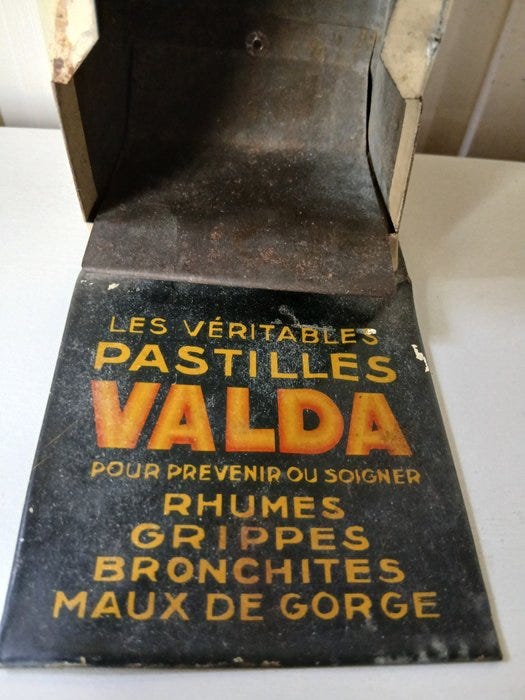 LES VÉRITABLES
PASTILLES
VALDA
POUR PREVENIR OU SOIGNER
RHUMES
GRIPPES
BRONCHITES
MAUX DE GORGE